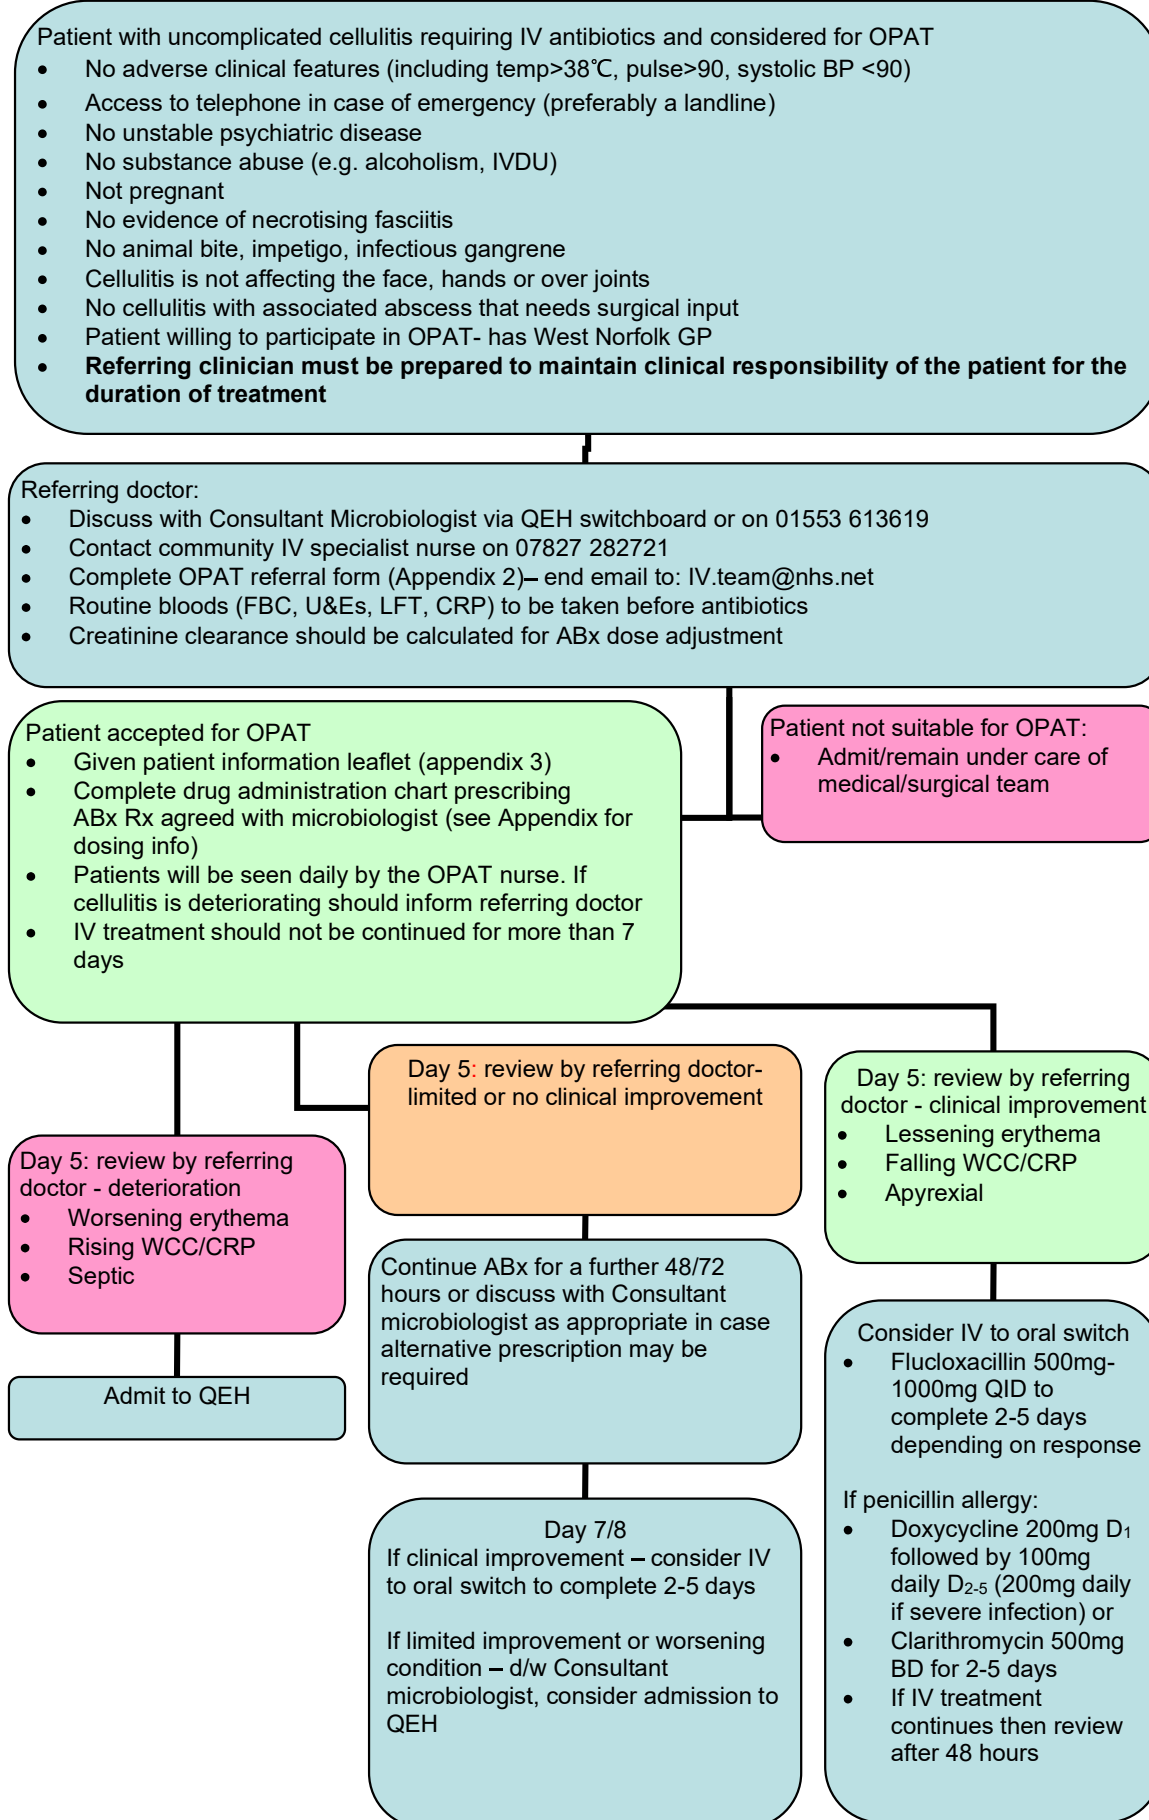 Patient with uncomplicated cellulitis requiring IV antibiotics and considered for OPAT
• No adverse clinical features (including temp>38℃, pulse>90, systolic BP <90)
• Access to telephone in case of emergency (preferably a landline)
• No unstable psychiatric disease
• No substance abuse (e.g. alcoholism, IVDU)
• Not pregnant
• No evidence of necrotising fasciitis
• No animal bite, impetigo, infectious gangrene
• Cellulitis is not affecting the face, hands or over joints
• No cellulitis with associated abscess that needs surgical input
• Patient willing to participate in OPAT- has West Norfolk GP
• Referring clinician must be prepared to maintain clinical responsibility of the patient for the
duration of treatment
Referring doctor:
• Discuss with Consultant Microbiologist via QEH switchboard or on 01553 613619
• Contact community IV specialist nurse on 07827 282721
• Complete OPAT referral form (Appendix 2)– end email to: IV.team@nhs.net
• Routine bloods (FBC, U&Es, LFT, CRP) to be taken before antibiotics
• Creatinine clearance should be calculated for ABx dose adjustment
Patient accepted for OPAT
• Given patient information leaflet (appendix 3)
• Complete drug administration chart prescribing
ABx Rx agreed with microbiologist (see Appendix for
dosing info)
• Patients will be seen daily by the OPAT nurse. If
cellulitis is deteriorating should inform referring doctor
• IV treatment should not be continued for more than 7
days
Patient not suitable for OPAT:
• Admit/remain under care of
medical/surgical team
Day 5: review by referring
doctor - deterioration
• Worsening erythema
• Rising WCC/CRP
• Septic
Admit to QEH
Day 5: review by referring doctor-
limited or no clinical improvement
Continue ABx for a further 48/72
hours or discuss with Consultant
microbiologist as appropriate in case
alternative prescription may be
required
Day 7/8
If clinical improvement – consider IV
to oral switch to complete 2-5 days
If limited improvement or worsening
condition – d/w Consultant
microbiologist, consider admission to
QEH
Day 5: review by referring
doctor - clinical improvement
• Lessening erythema
• Falling WCC/CRP
• Apyrexial
Consider IV to oral switch
• Flucloxacillin 500mg-
1000mg QID to
complete 2-5 days
depending on response
If penicillin allergy:
• Doxycycline 200mg D₁
followed by 100mg
daily D₂₋₅ (200mg daily
if severe infection) or
• Clarithromycin 500mg
BD for 2-5 days
• If IV treatment
continues then review
after 48 hours